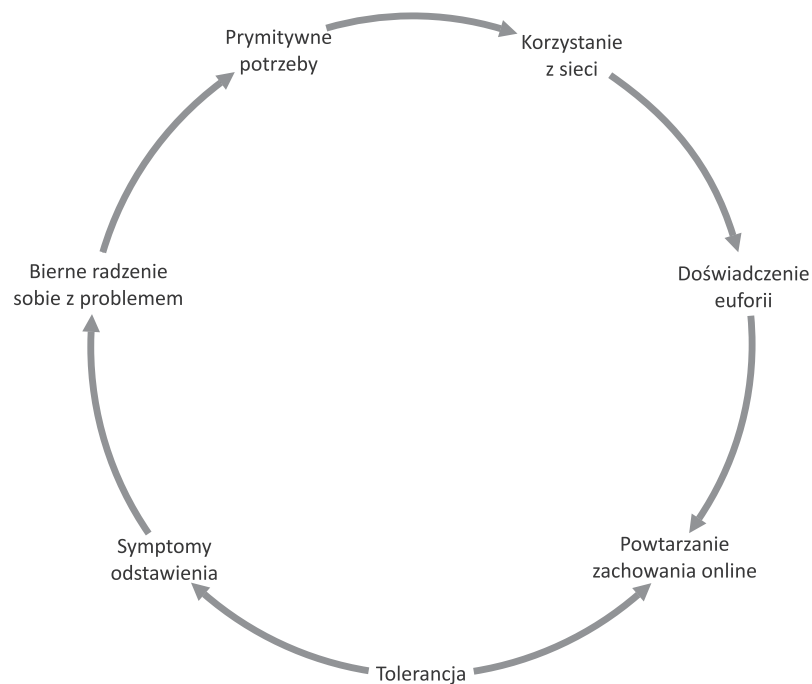 Prymitywne
potrzeby
Korzystanie
z sieci
Doświadczenie
euforii
Powtarzanie
zachowania online
Tolerancja
Symptomy
odstawienia
Bierne radzenie
sobie z problemem